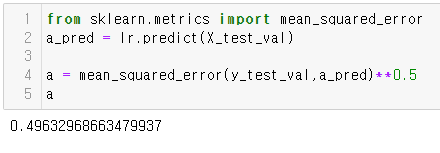 1 from sklearn.metrics import mean_squared_error
2 a_pred = lr.predict(X_test_val)
3
4 a = mean_squared_error(y_test_val,a_pred)**0.5
5 a
0.49632968663479937